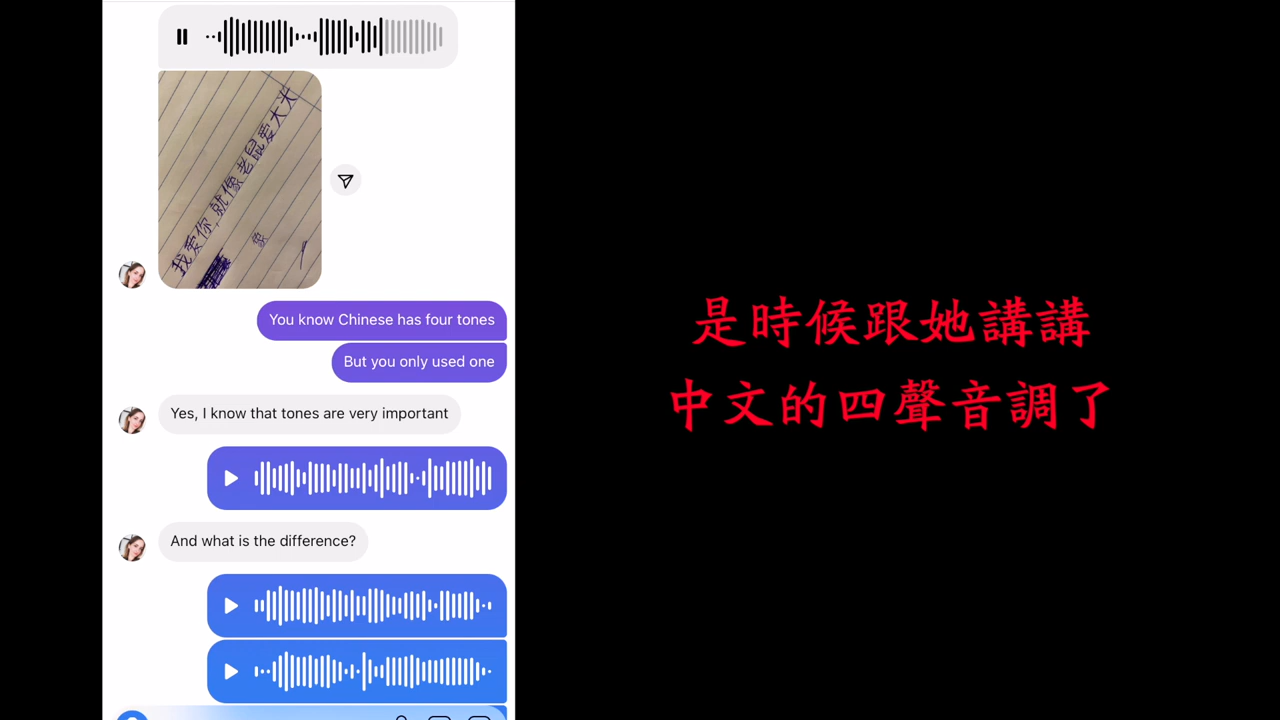 我爱你,就像老鼠爱大
像
You know Chinese has four tones
But you only used one
Yes, I know that tones are very important
And what is the difference?
是時候跟她講講
中文的四聲音調了